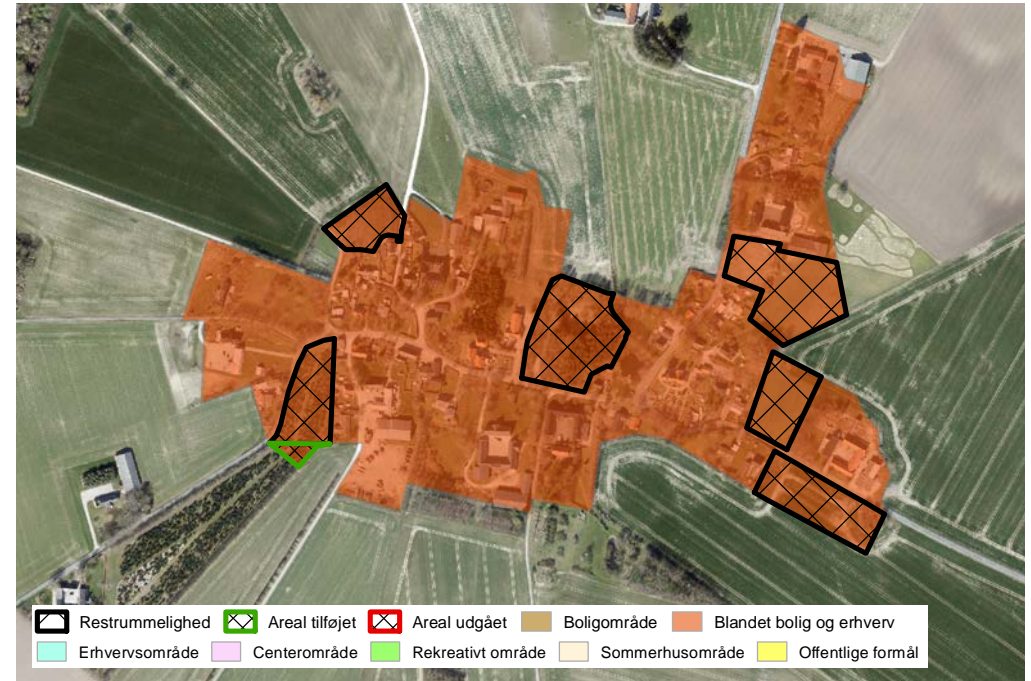 Restrummelighed Areal tilføjet Areal udgået Boligområde Blandet bolig og erhverv
Erhvervsområde Centerområde Rekreativt område Sommerhusområde Offentlige formål